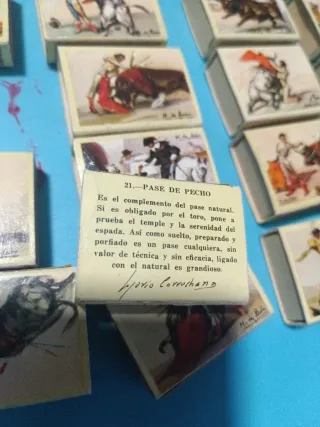 21.—PASE DE PECHO
Es el complemento del pase natural.
Si es obligado por el toro, pone a
prueba el temple y la serenidad del
espada. Así como suelto, preparado y
porfiado es un pase cualquiera, sin
valor de técnica y sin eficacia, ligado
con el natural es grandioso.
Gregorio Corrochano